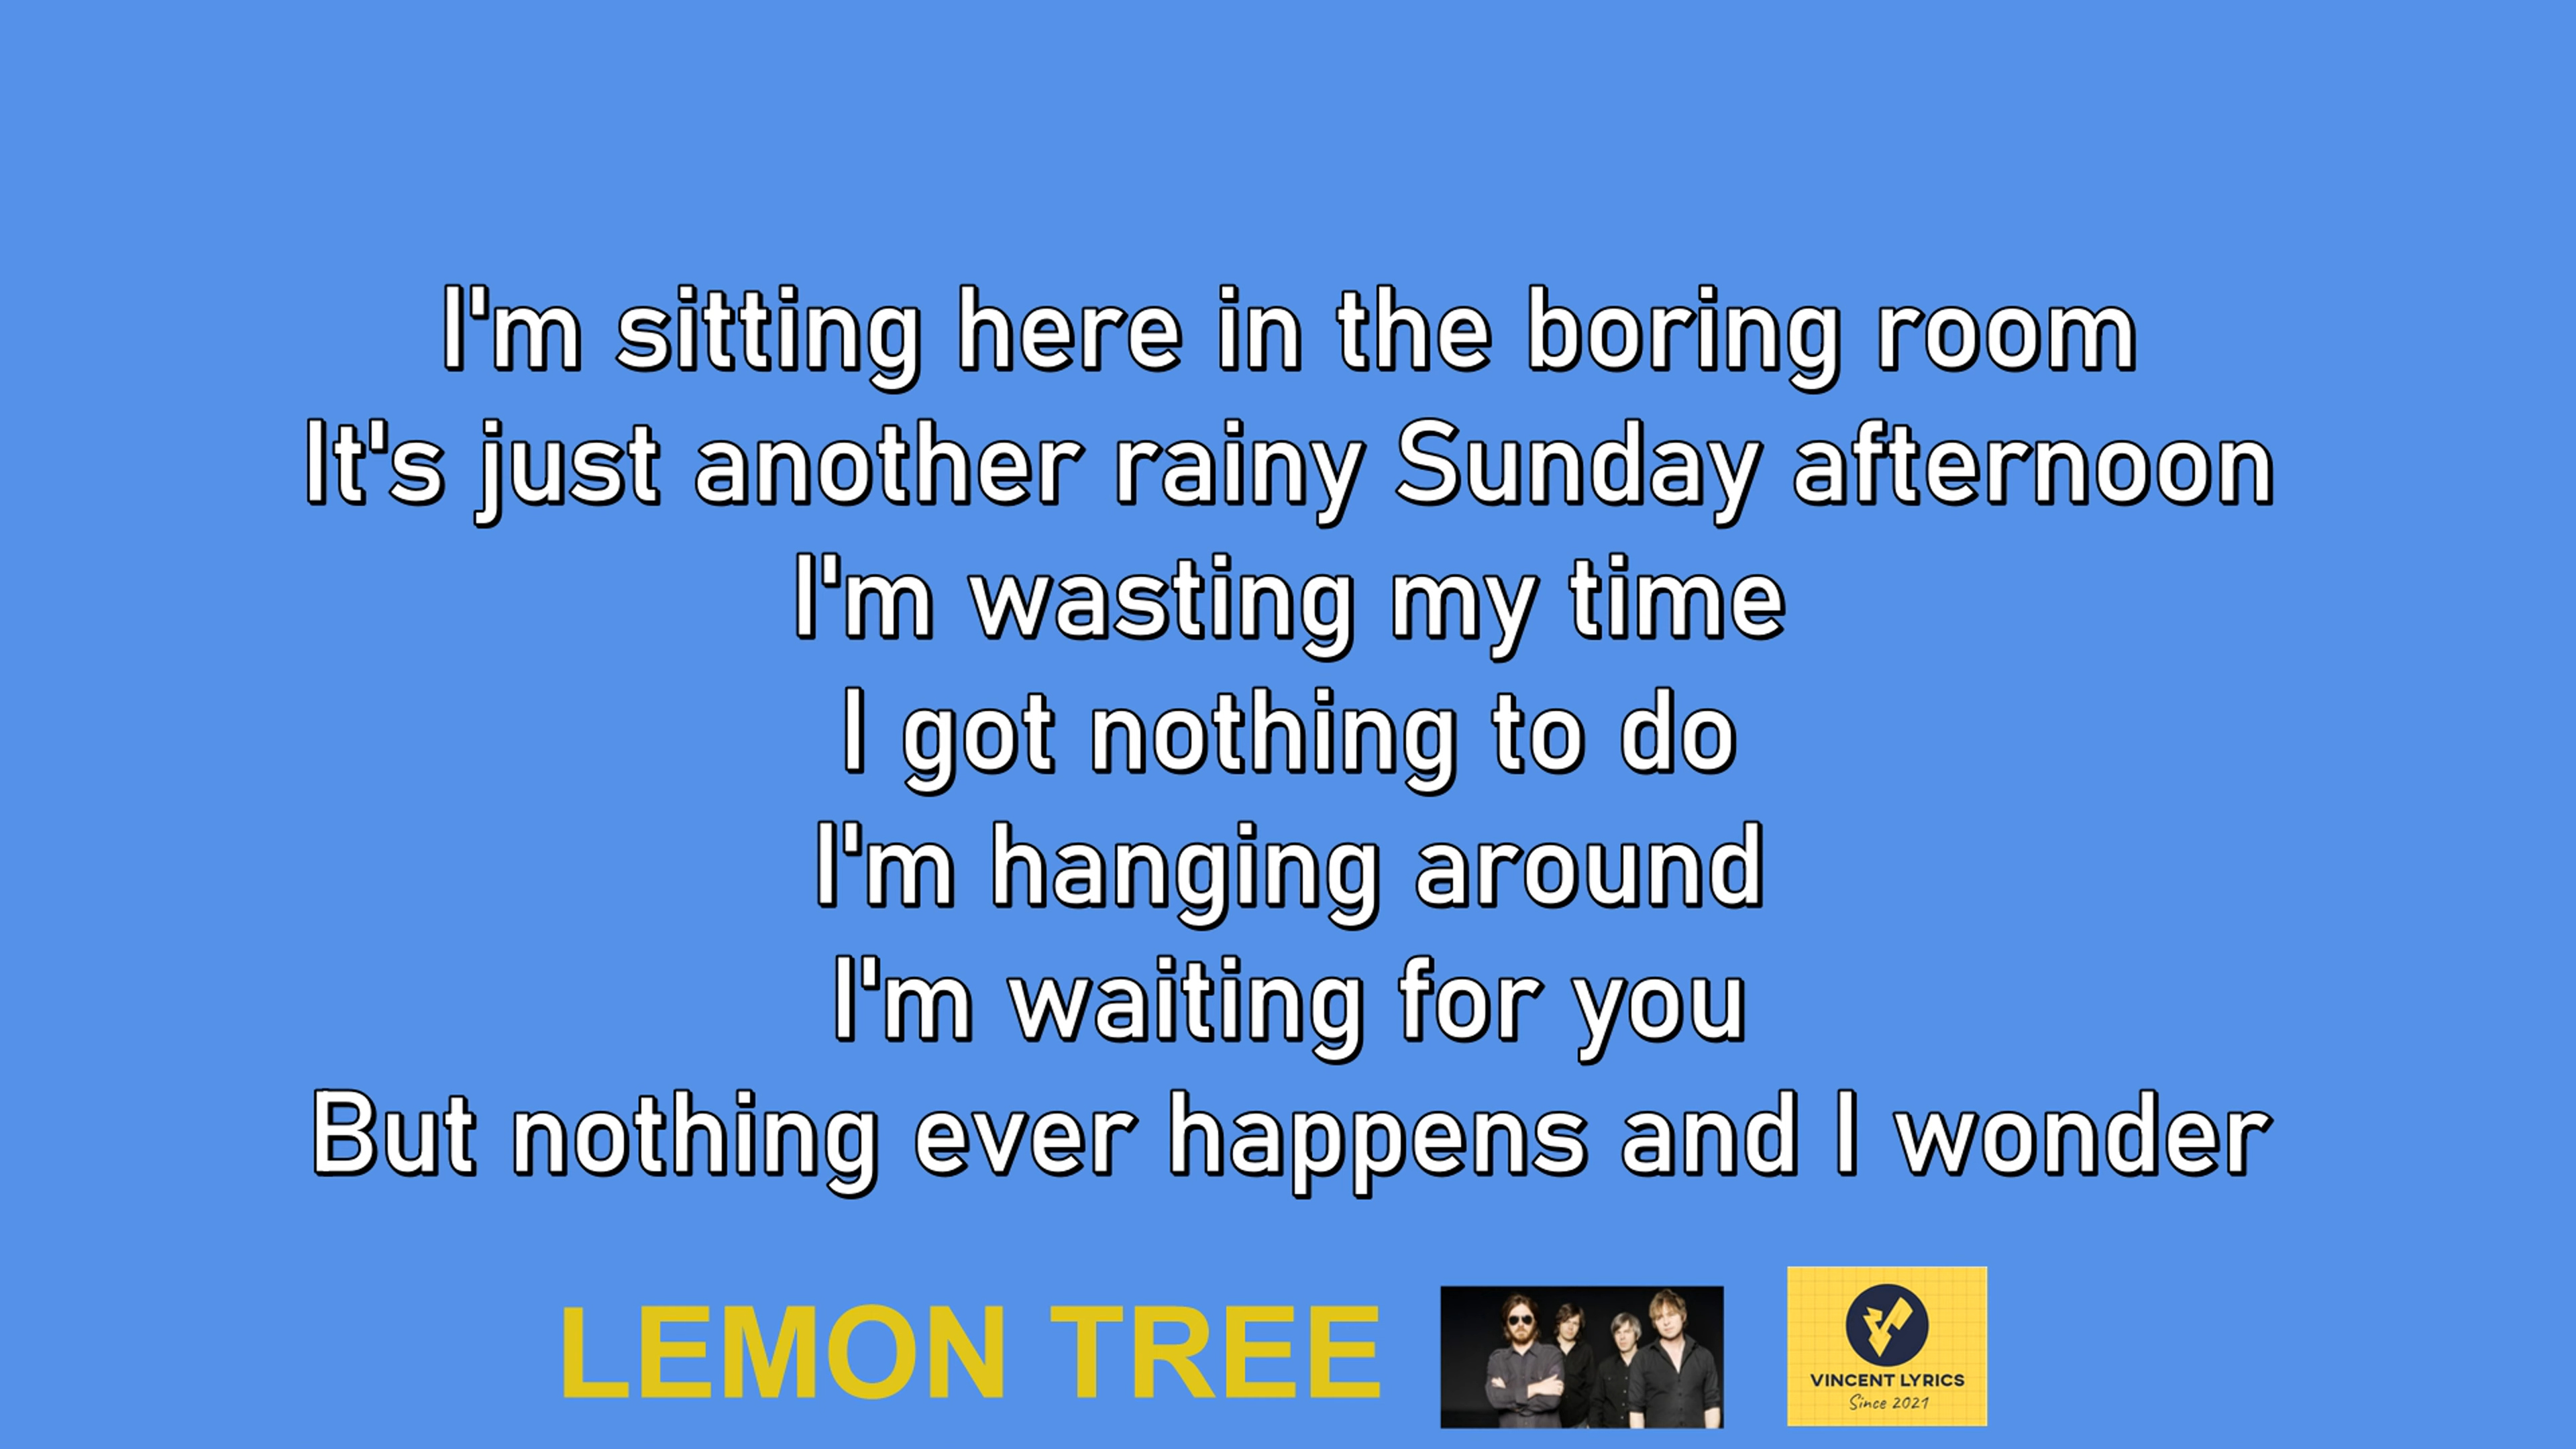 I'm sitting here in the boring room
It's just another rainy Sunday afternoon
I'm wasting my time
I got nothing to do
I'm hanging around
I'm waiting for you
But nothing ever happens and I wonder
LEMON TREE
VINCENT LYRICS
Since 2021